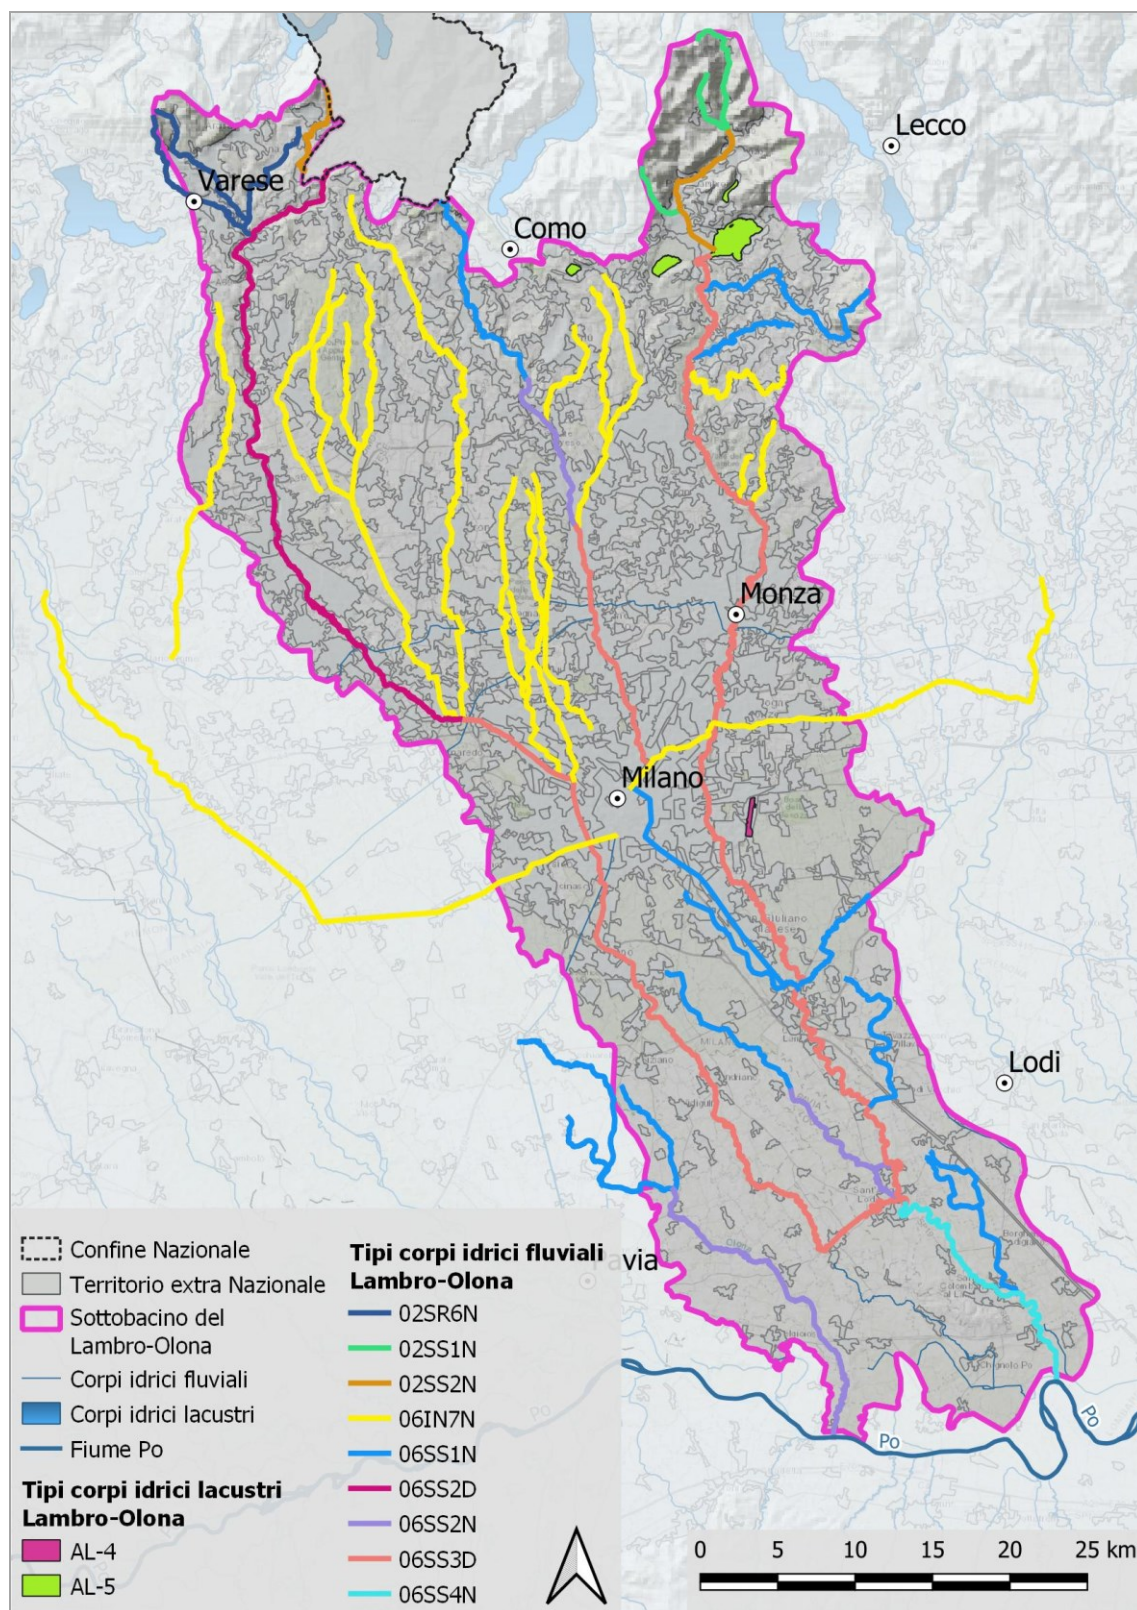 Lecco
Varese
Como
Monza
Milano
Lodi
Pavia
Po
Po
Po
Confine Nazionale
Territorio extra Nazionale
Sottobacino del
Lambro-Olona
Corpi idrici fluviali
Corpi idrici lacustri
Fiume Po
Tipi corpi idrici lacustri
Lambro-Olona
AL-4
AL-5
Tipi corpi idrici fluviali
Lambro-Olona
02SR6N
02SS1N
02SS2N
06IN7N
06SS1N
06SS2D
06SS2N
06SS3D
06SS4N
0 5 10 15 20 25 km